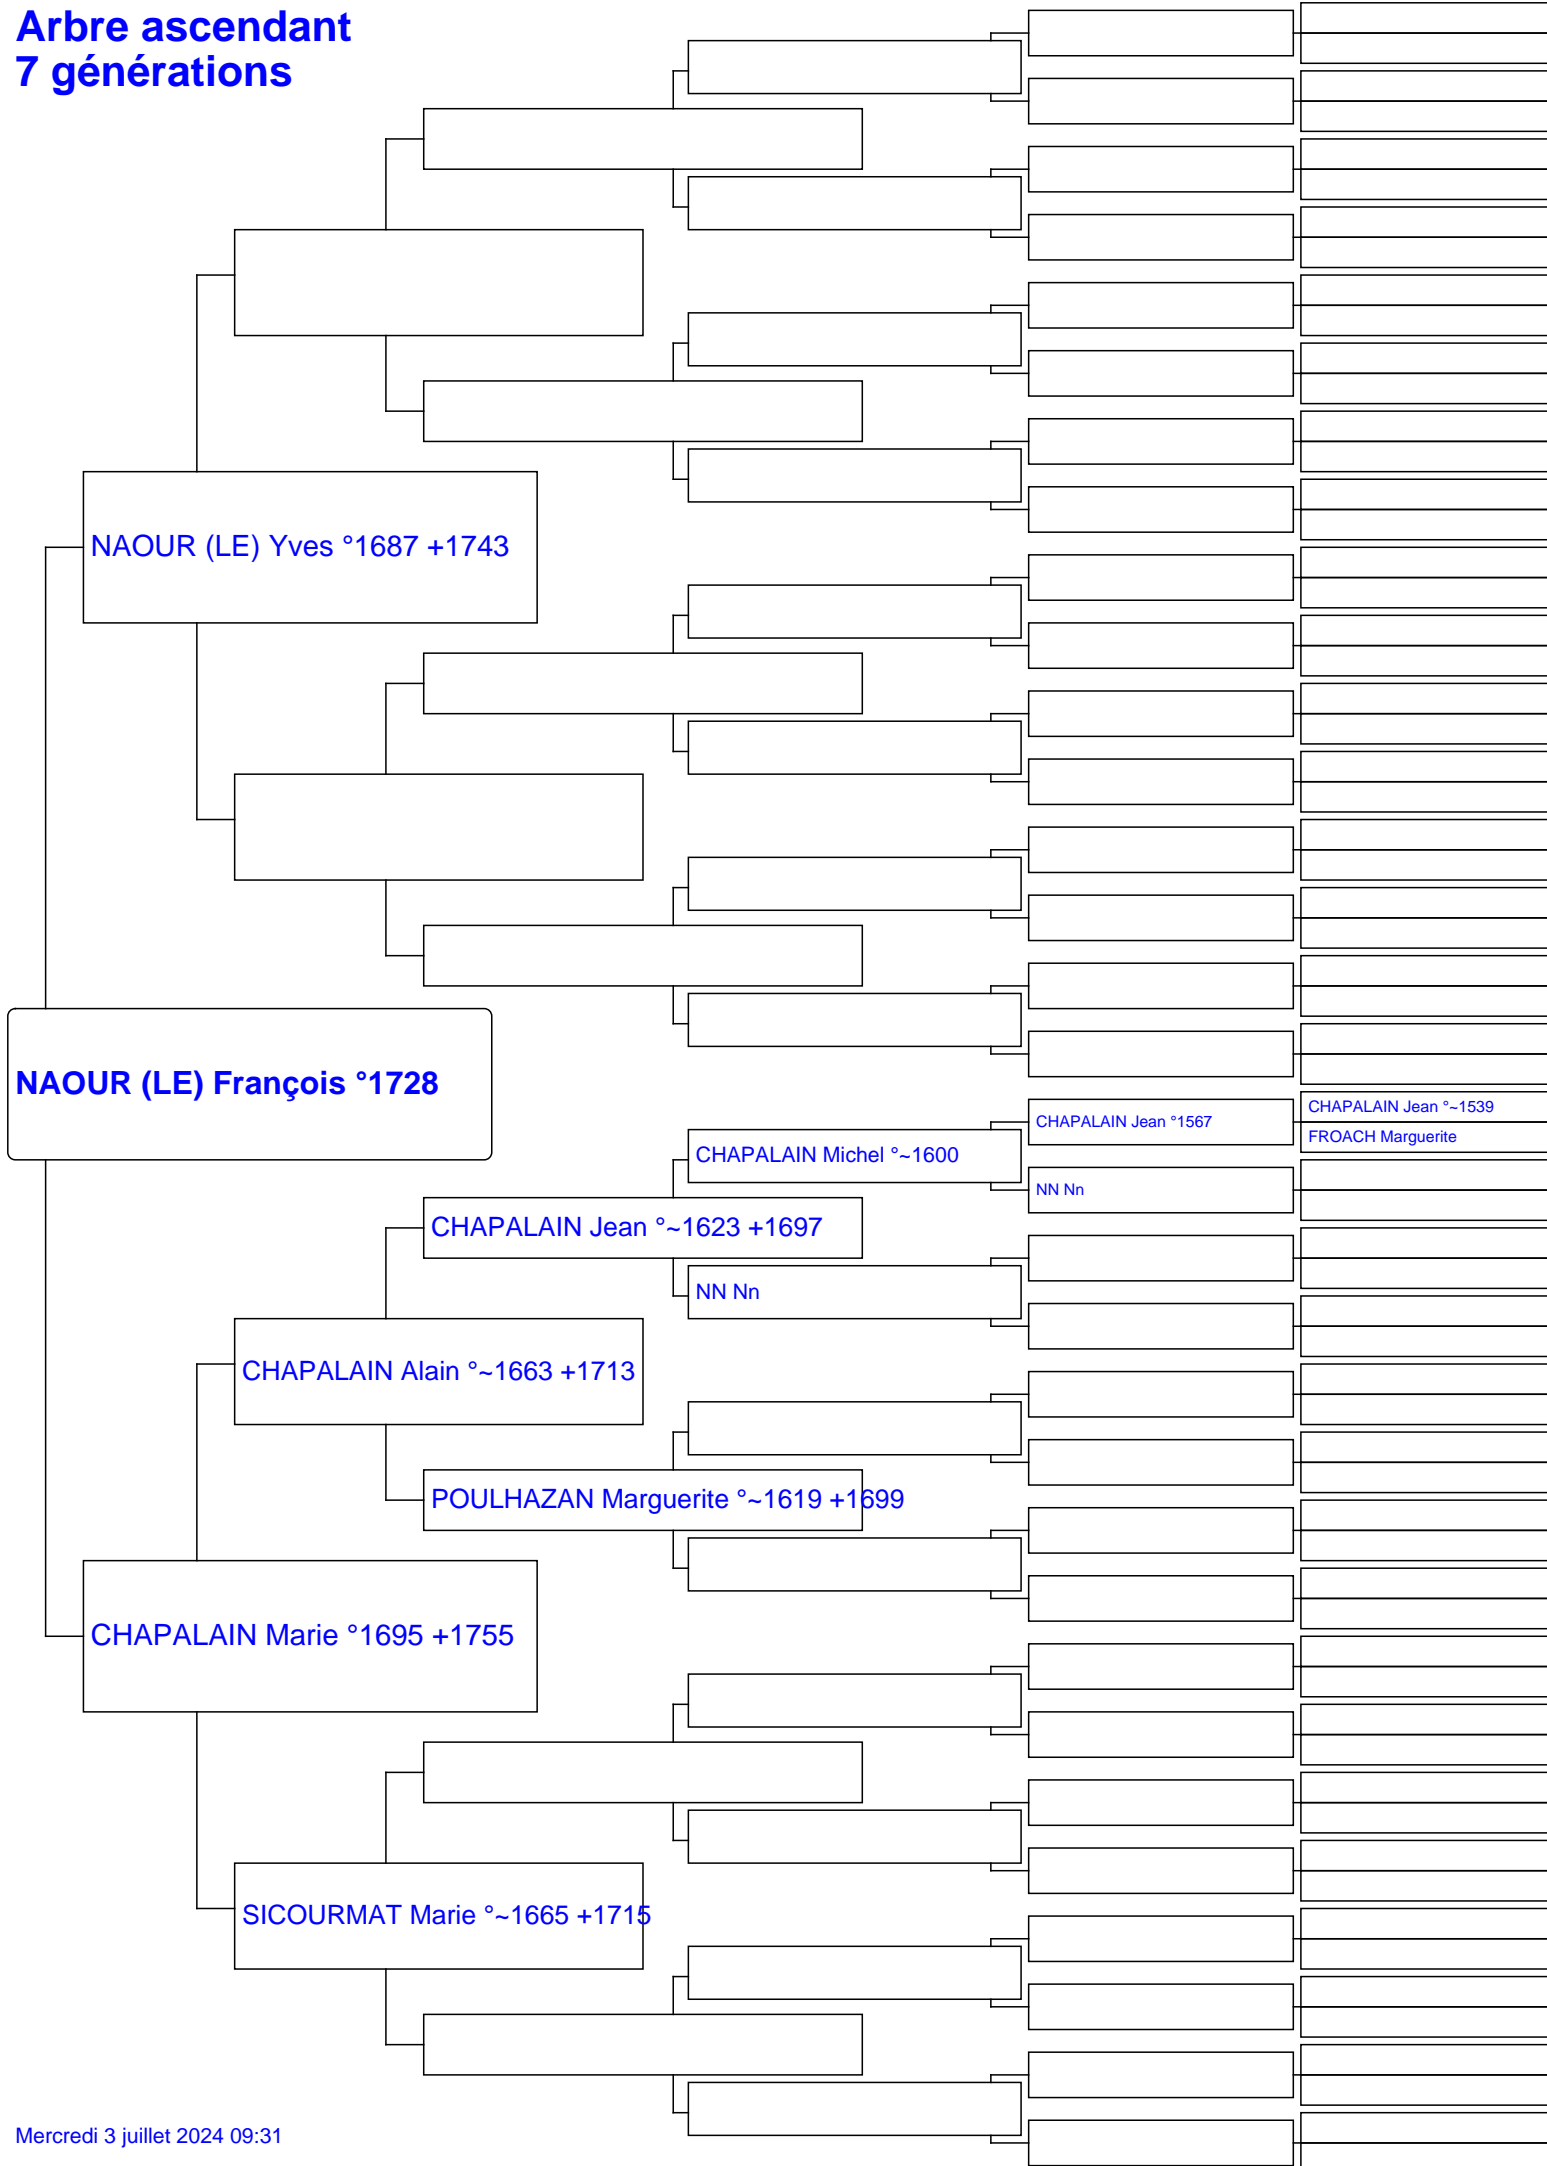 Arbre ascendant
7 générations
NAOUR (LE) Yves °1687 +1743
NAOUR (LE) François °1728
CHAPALAIN Jean °~1539
CHAPALAIN Jean °1567
FROACH Marguerite
CHAPALAIN Michel °~1600
NN Nn
CHAPALAIN Jean °~1623 +1697
NN Nn
CHAPALAIN Alain °~1663 +1713
POULHAZAN Marguerite °~1619 +1699
CHAPALAIN Marie °1695 +1755
SICOURMAT Marie °~1665 +1715
Mercredi 3 juillet 2024 09:31